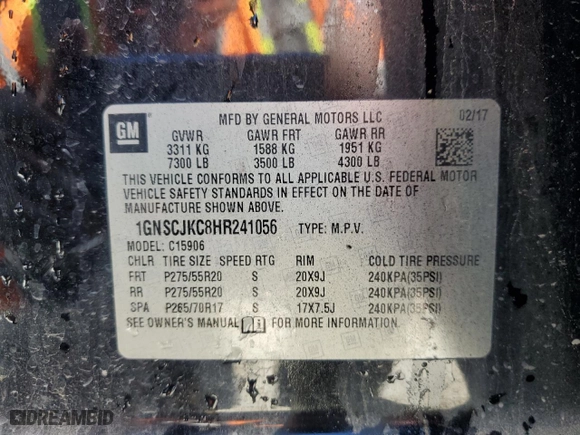 GM
MFD BY GENERAL MOTORS LLC 02/17
GVWR GAWR FRT GAWR RR
3311 KG 1588 KG 1951 KG
7300 LB 3500 LB 4300 LB
THIS VEHICLE CONFORMS TO ALL APPLICABLE U.S. FEDERAL MOTOR
VEHICLE SAFETY STANDARDS IN EFFECT ON THE DATE OF
MANUFACTURE SHOWN ABOVE.
1GNSCJKC8HR241056 TYPE: M.P.V.
MODEL: C15906
CHLR TIRE SIZE SPEED RTG RIM COLD TIRE PRESSURE
FRT P275/55R20 S 20X9J 240KPA(35PSI)
RR P275/55R20 S 20X9J 240KPA(35PSI)
SPA P265/70R17 S 17X7.5J 240KPA(35PSI)
SEE OWNER'S MANUAL FOR MORE INFORMATION.
DREAMBID